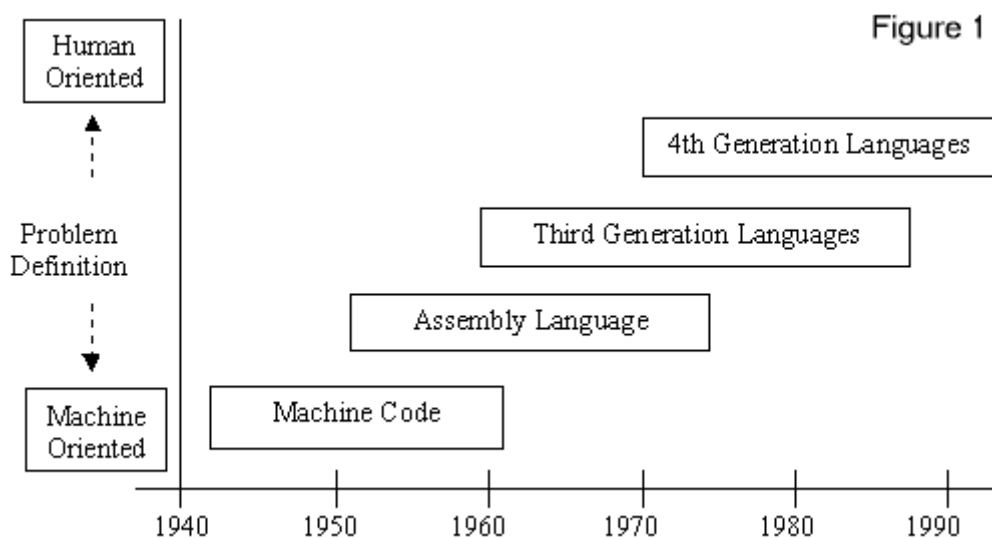 Figure 1
Human
Oriented
4th Generation Languages
Problem
Definition
Third Generation Languages
Assembly Language
Machine
Oriented
Machine Code
1940 1950 1960 1970 1980 1990